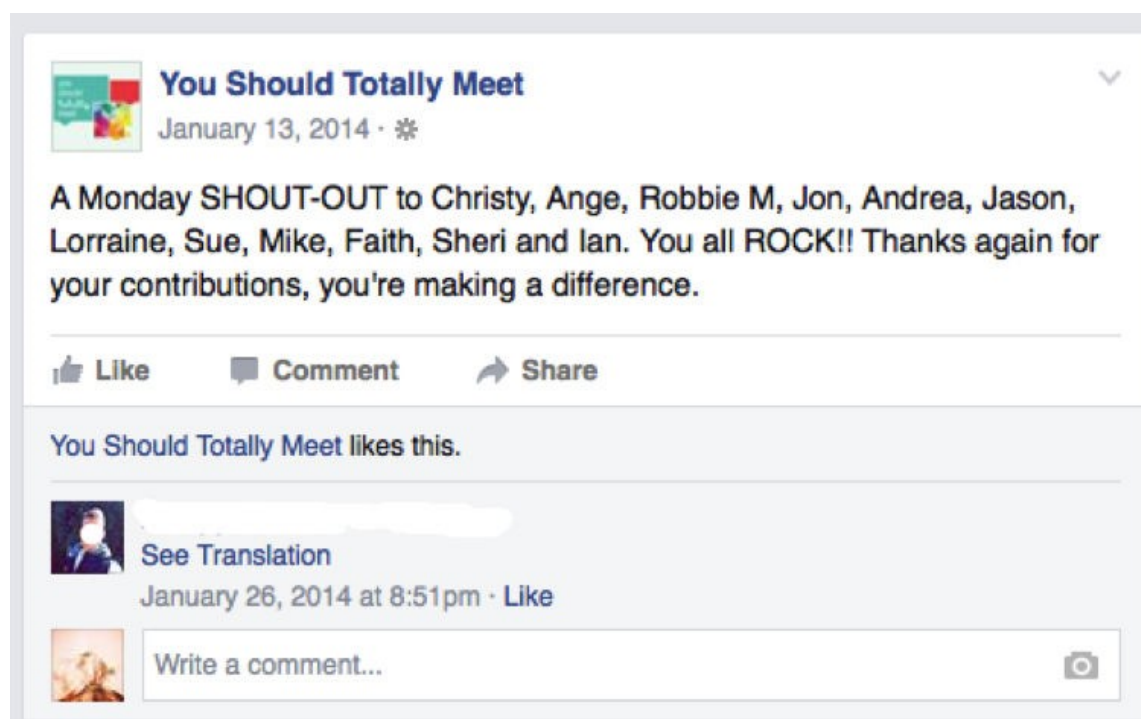 You Should Totally Meet
January 13, 2014 ·
A Monday SHOUT-OUT to Christy, Ange, Robbie M, Jon, Andrea, Jason,
Lorraine, Sue, Mike, Faith, Sheri and Ian. You all ROCK!! Thanks again for
your contributions, you're making a difference.
Like Comment Share
You Should Totally Meet likes this.
See Translation
January 26, 2014 at 8:51pm · Like
Write a comment...